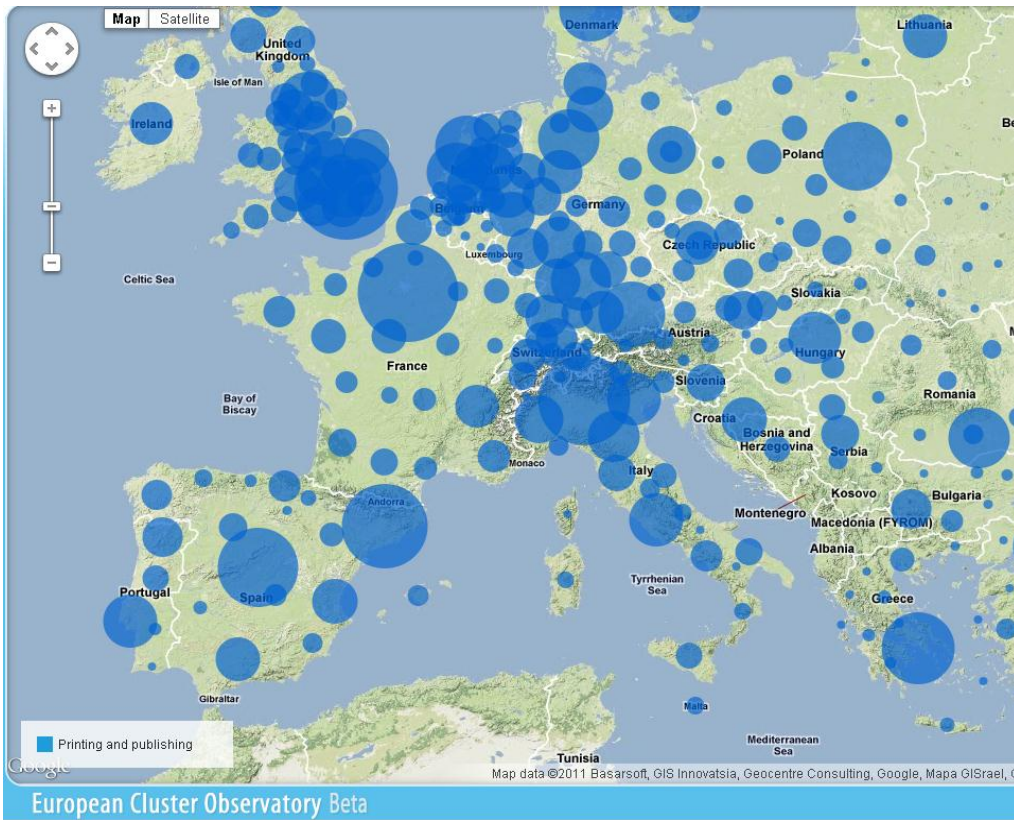 Map
Satellite
Denmark
Lithuania
United
Kingdom
Isle of Man
Ireland
Poland
Germany
Luxembourg
Czech Republic
Celtic Sea
Slovakia
Austria
Switzerland
Hungary
France
Slovenia
Romania
Bay of
Biscay
Croatia
Bosnia and
Herzegovina
Serbia
Monaco
Italy
Kosovo
Bulgaria
Andorra
Montenegro
Macedonia (FYROM)
Albania
Tyrrhenian
Sea
Portugal
Spain
Greece
Gibraltar
Malta
Printing and publishing
Mediterranean
Sea
Tunisia
Google
Map data ©2011 Basarsoft, GIS Innovatsia, Geocentre Consulting, Google, Mapa GISrael,
European Cluster Observatory Beta